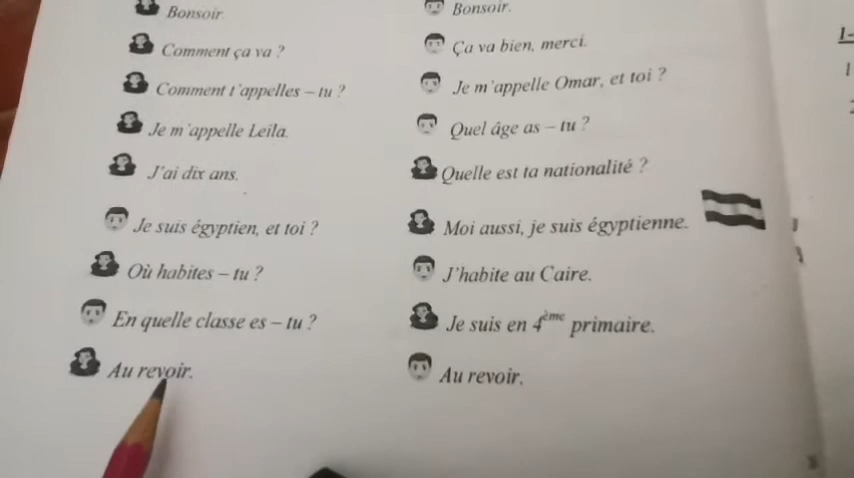 Bonsoir. Bonsoir.
Comment ça va ? Ça va bien, merci.
Comment t'appelles – tu ? Je m'appelle Omar, et toi ?
Je m'appelle Leïla. Quel âge as – tu ?
J'ai dix ans. Quelle est ta nationalité ?
Je suis égyptien, et toi ? Moi aussi, je suis égyptienne.
Où habites – tu ? J'habite au Caire.
En quelle classe es – tu ? Je suis en 4ème primaire.
Au revoir. Au revoir.